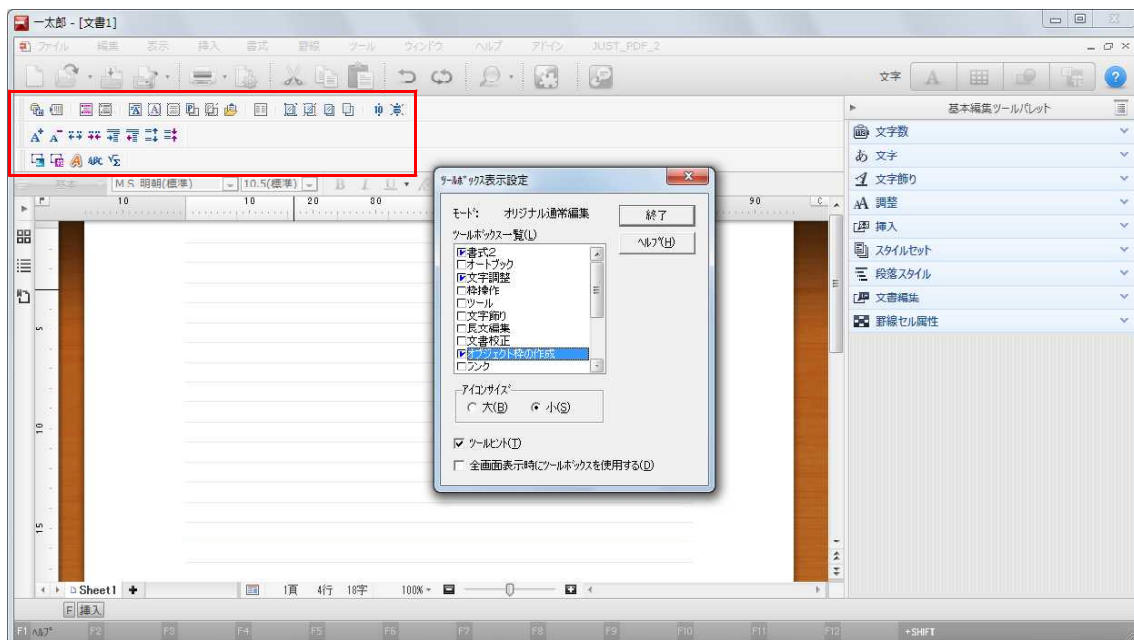 一太郎 - [文書1]
ファイル 編集 表示 挿入 書式 罫線 ツール ウインドウ ヘルプ アドイン JUST_PDF_2
文字
基本 MS 明朝(標準) 10.5(標準) B I U
基本編集ツールパレット
文字数
文字
文字飾り
調整
挿入
スタイルセット
段落スタイル
文書編集
罫線セル属性
10 10 20 30 90
ツールボックス表示設定
モード: オリジナル通常編集
終了
ツールボックス一覧(L)
ヘルプ(H)
書式2
オートブック
文字調整
枠操作
ツール
文字飾り
長文編集
文書校正
オブジェクト枠の作成
リンク
アイコンサイズ
大(B) 小(S)
ツールヒント(T)
全画面表示時にツールボックスを使用する(D)
5
10
15
Sheet1 1頁 4行 18字 100%
挿入
F1 ヘルプ F2 F3 F4 F5 F6 F7 F8 F9 F10 F11 F12 +SHIFT